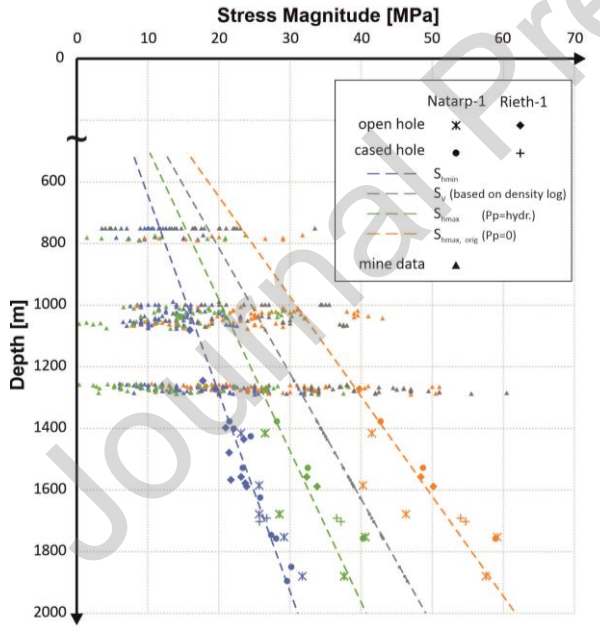 Stress Magnitude [MPa]
0 10 20 30 40 50 60 70
0
600
800
1000
1200
1400
1600
1800
2000
Depth [m]
~
Natarp-1 Rieth-1
open hole
cased hole
Shmin
Sv (based on density log)
Shmax (Pp=hydr.)
Shmax, orig (Pp=0)
mine data
Journal Pre